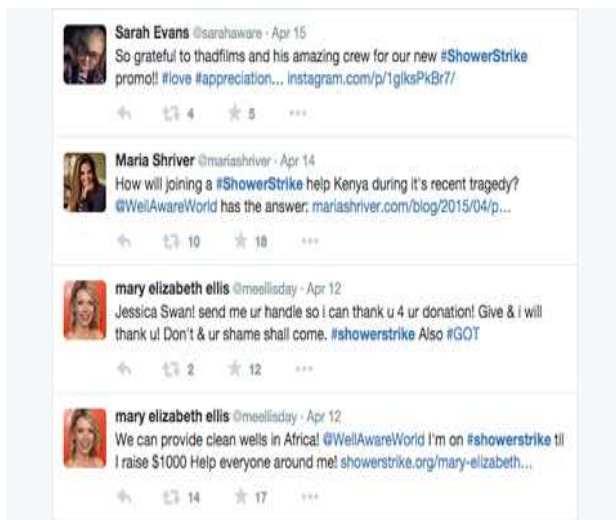 Sarah Evans @sarahaware · Apr 15
So grateful to thadfilms and his amazing crew for our new #ShowerStrike
promo!! #love #appreciation... instagram.com/p/1glksPkBr7/
4 5
Maria Shriver @mariashriver · Apr 14
How will joining a #ShowerStrike help Kenya during it's recent tragedy?
@WellAwareWorld has the answer: mariashriver.com/blog/2015/04/p...
10 18
mary elizabeth ellis @meellisday · Apr 12
Jessica Swan! send me ur handle so i can thank u 4 ur donation! Give & i will
thank u! Don't & ur shame shall come. #showerstrike Also #GOT
2 12
mary elizabeth ellis @meellisday · Apr 12
We can provide clean wells in Africa! @WellAwareWorld I'm on #showerstrike til
I raise $1000 Help everyone around me! showerstrike.org/mary-elizabeth...
14 17